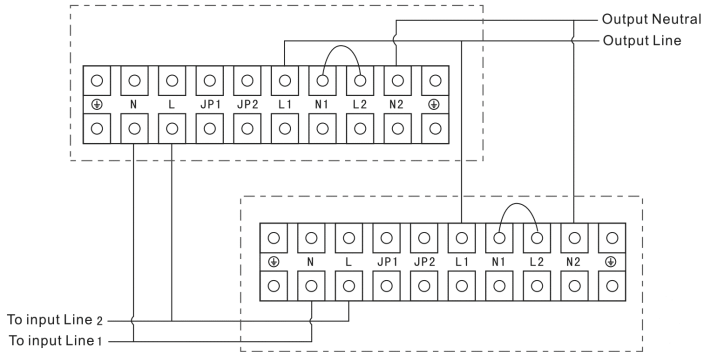 Output Neutral
Output Line
N L JP1 JP2 L1 N1 L2 N2
N L JP1 JP2 L1 N1 L2 N2
To input Line 2
To input Line 1